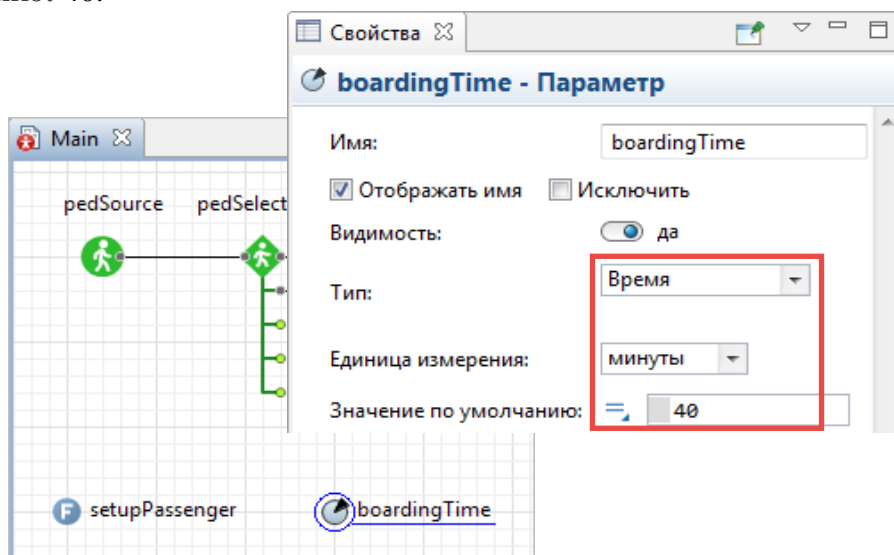 Свойства
boardingTime - Параметр
Имя:
boardingTime
Отображать имя
Исключить
Видимость:
да
Тип:
Время
Единица измерения:
минуты
Значение по умолчанию:
40
Main
pedSource
pedSelect
setupPassenger
boardingTime